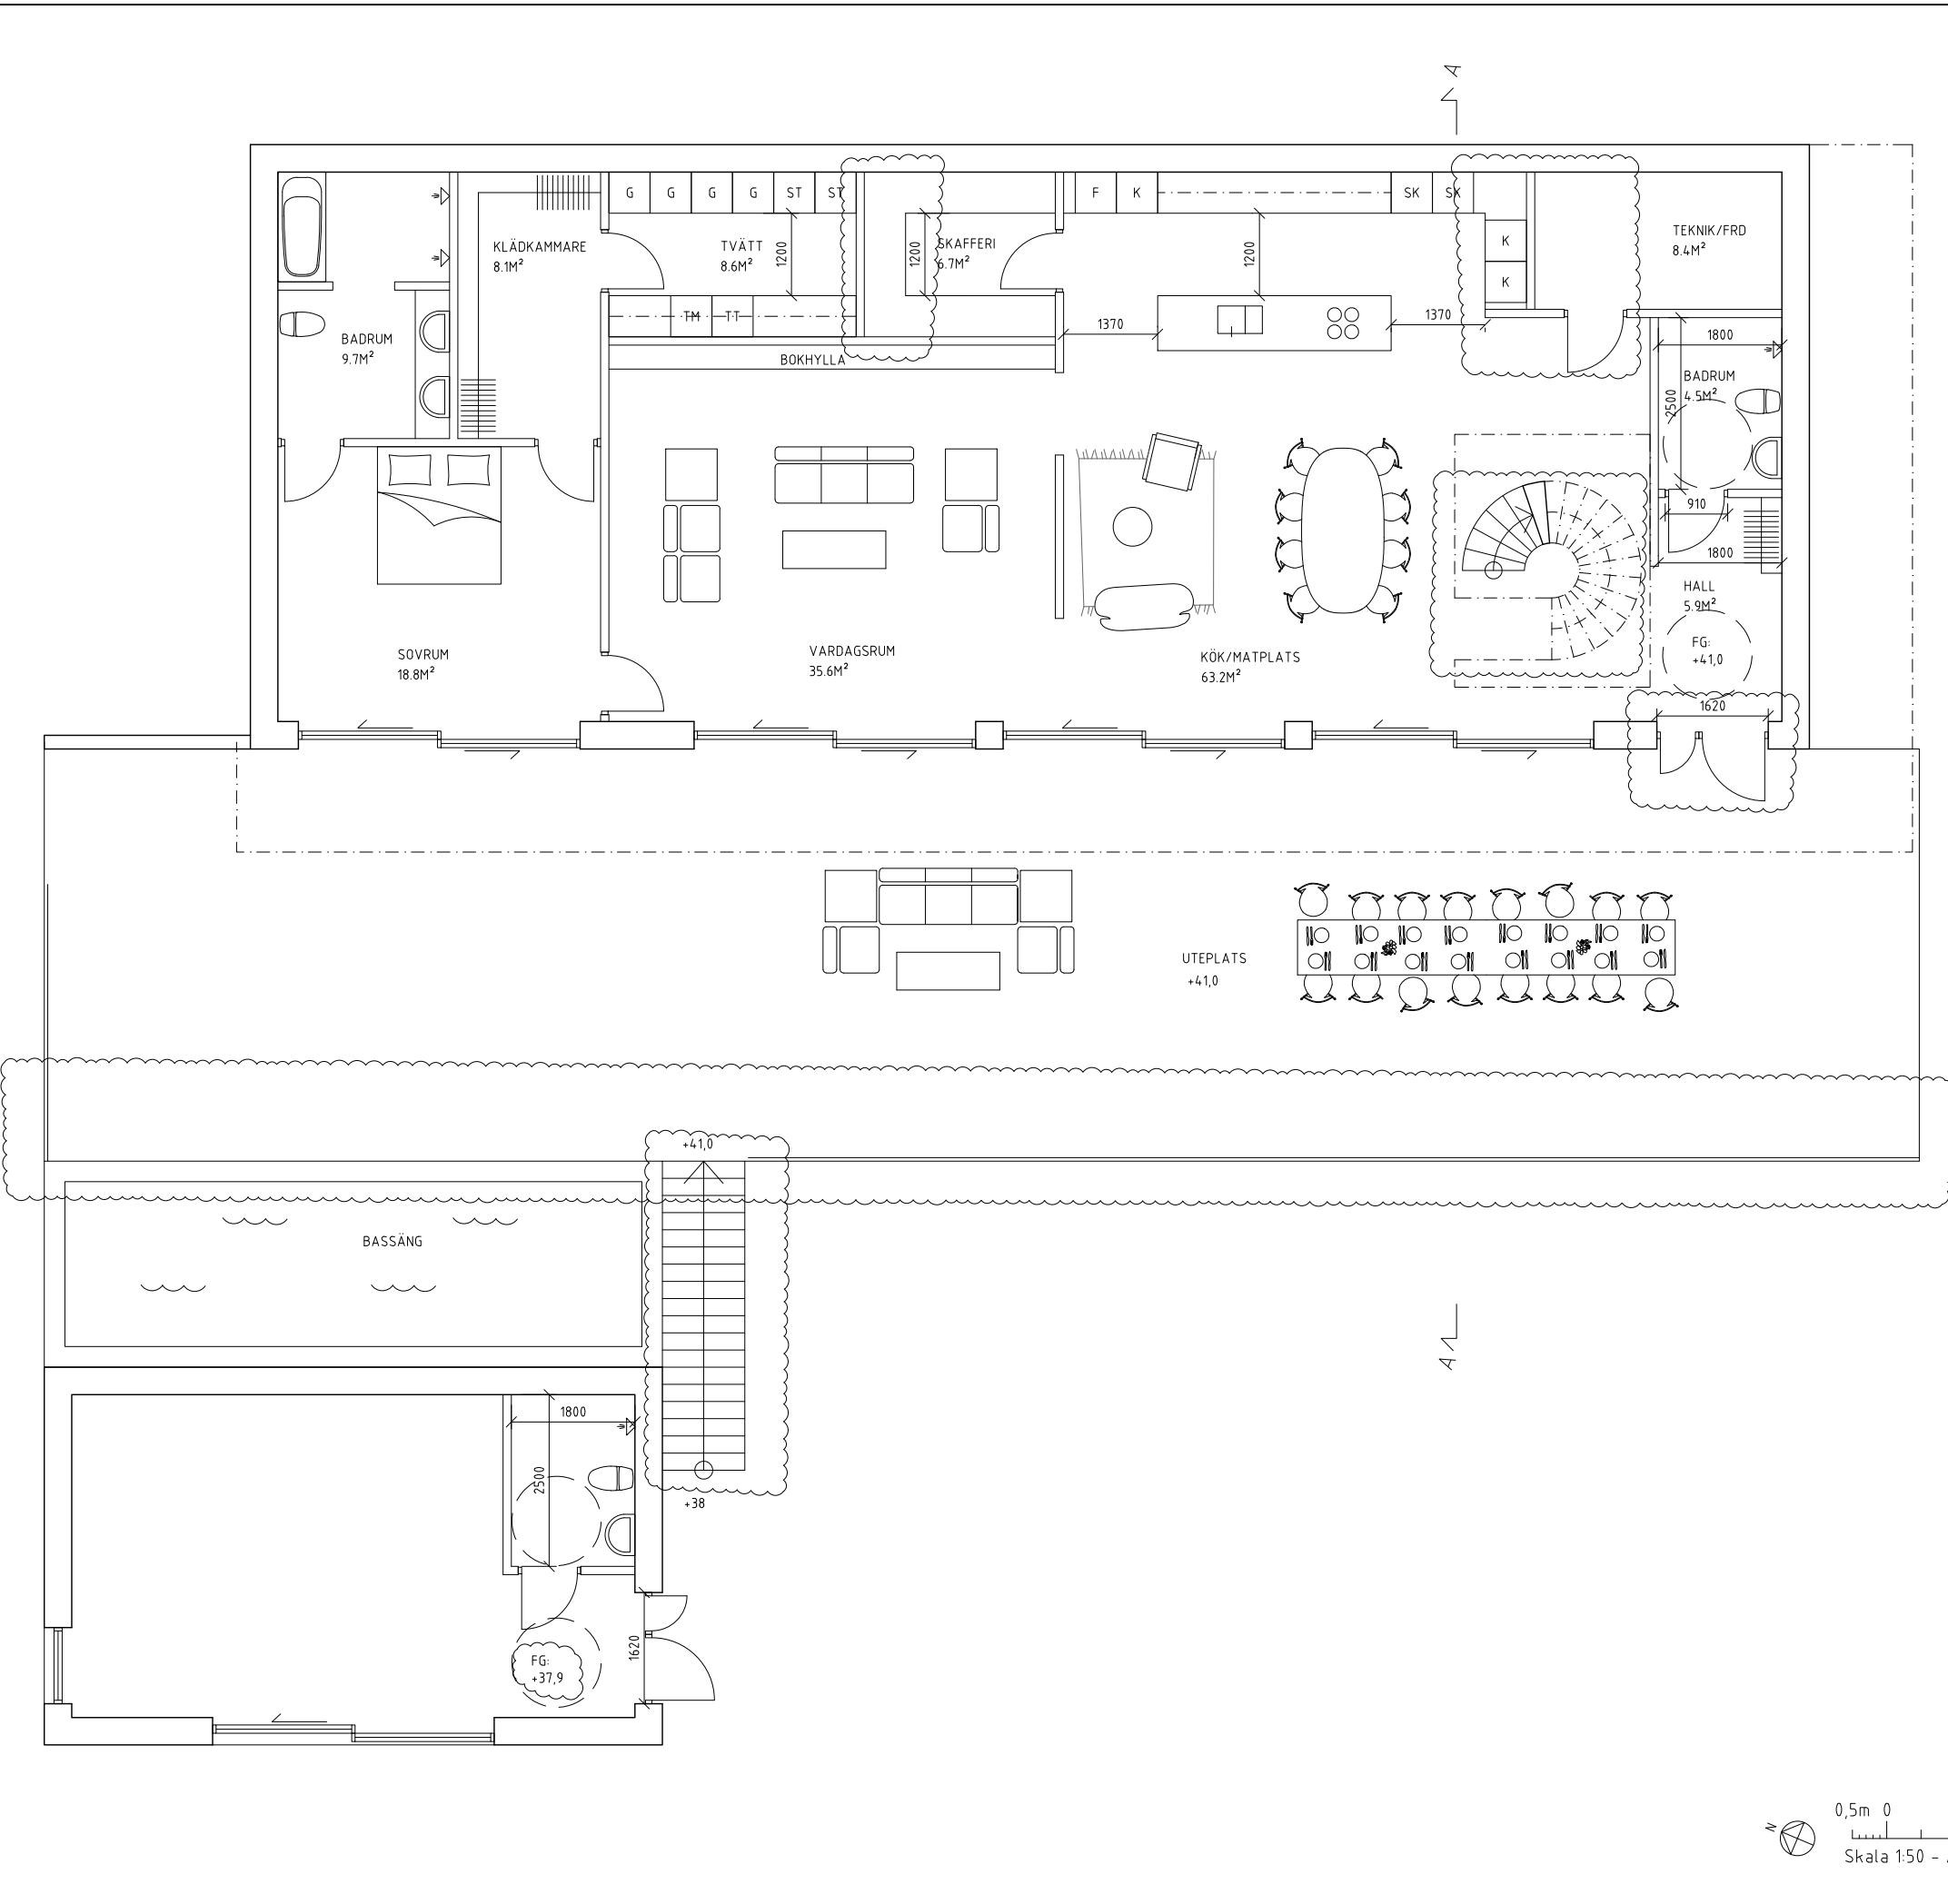 A
G G G G ST ST
F K
SK SK
KLÄDKAMMARE
8.1M²
TVÄTT
8.6M²
1200
1200
SKAFFERI
6.7M²
1200
K
K
TEKNIK/FRD
8.4M²
TM TT
BADRUM
9.7M²
BOKHYLLA
1370
1370
1800
BADRUM
4.5M²
2500
910
1800
HALL
5.9M²
FG:
+41,0
SOVRUM
18.8M²
VARDAGSRUM
35.6M²
KÖK/MATPLATS
63.2M²
1620
UTEPLATS
+41,0
+41,0
BASSÄNG
A
1800
2500
+38
1620
FG:
+37,9
N
0,5m 0
Skala 1:50 -